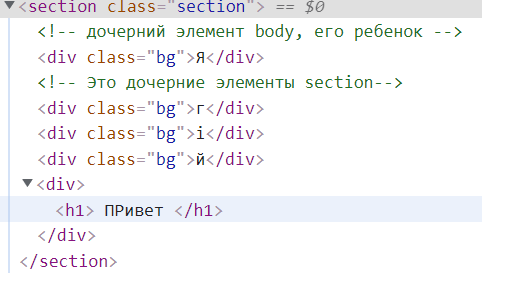 <section class="section"> == $0
<!-- дочерний элемент body, его ребенок -->
<div class="bg">Я</div>
<!-- Это дочерние элементы section-->
<div class="bg">г</div>
<div class="bg">і</div>
<div class="bg">й</div>
<div>
<h1> ПРивет </h1>
</div>
</section>